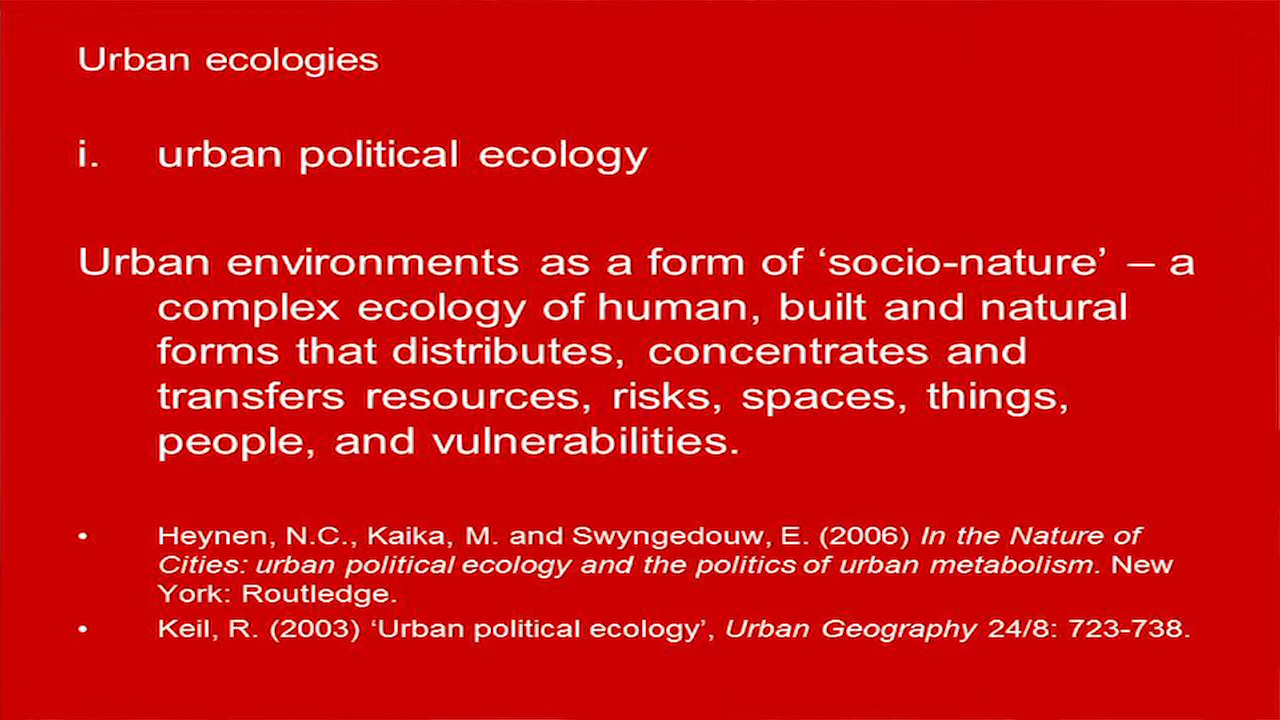 Urban ecologies
i. urban political ecology
Urban environments as a form of ‘socio-nature’ – a
complex ecology of human, built and natural
forms that distributes, concentrates and
transfers resources, risks, spaces, things,
people, and vulnerabilities.
• Heynen, N.C., Kaika, M. and Swyngedouw, E. (2006) In the Nature of
Cities: urban political ecology and the politics of urban metabolism. New
York: Routledge.
• Keil, R. (2003) ‘Urban political ecology’, Urban Geography 24/8: 723-738.